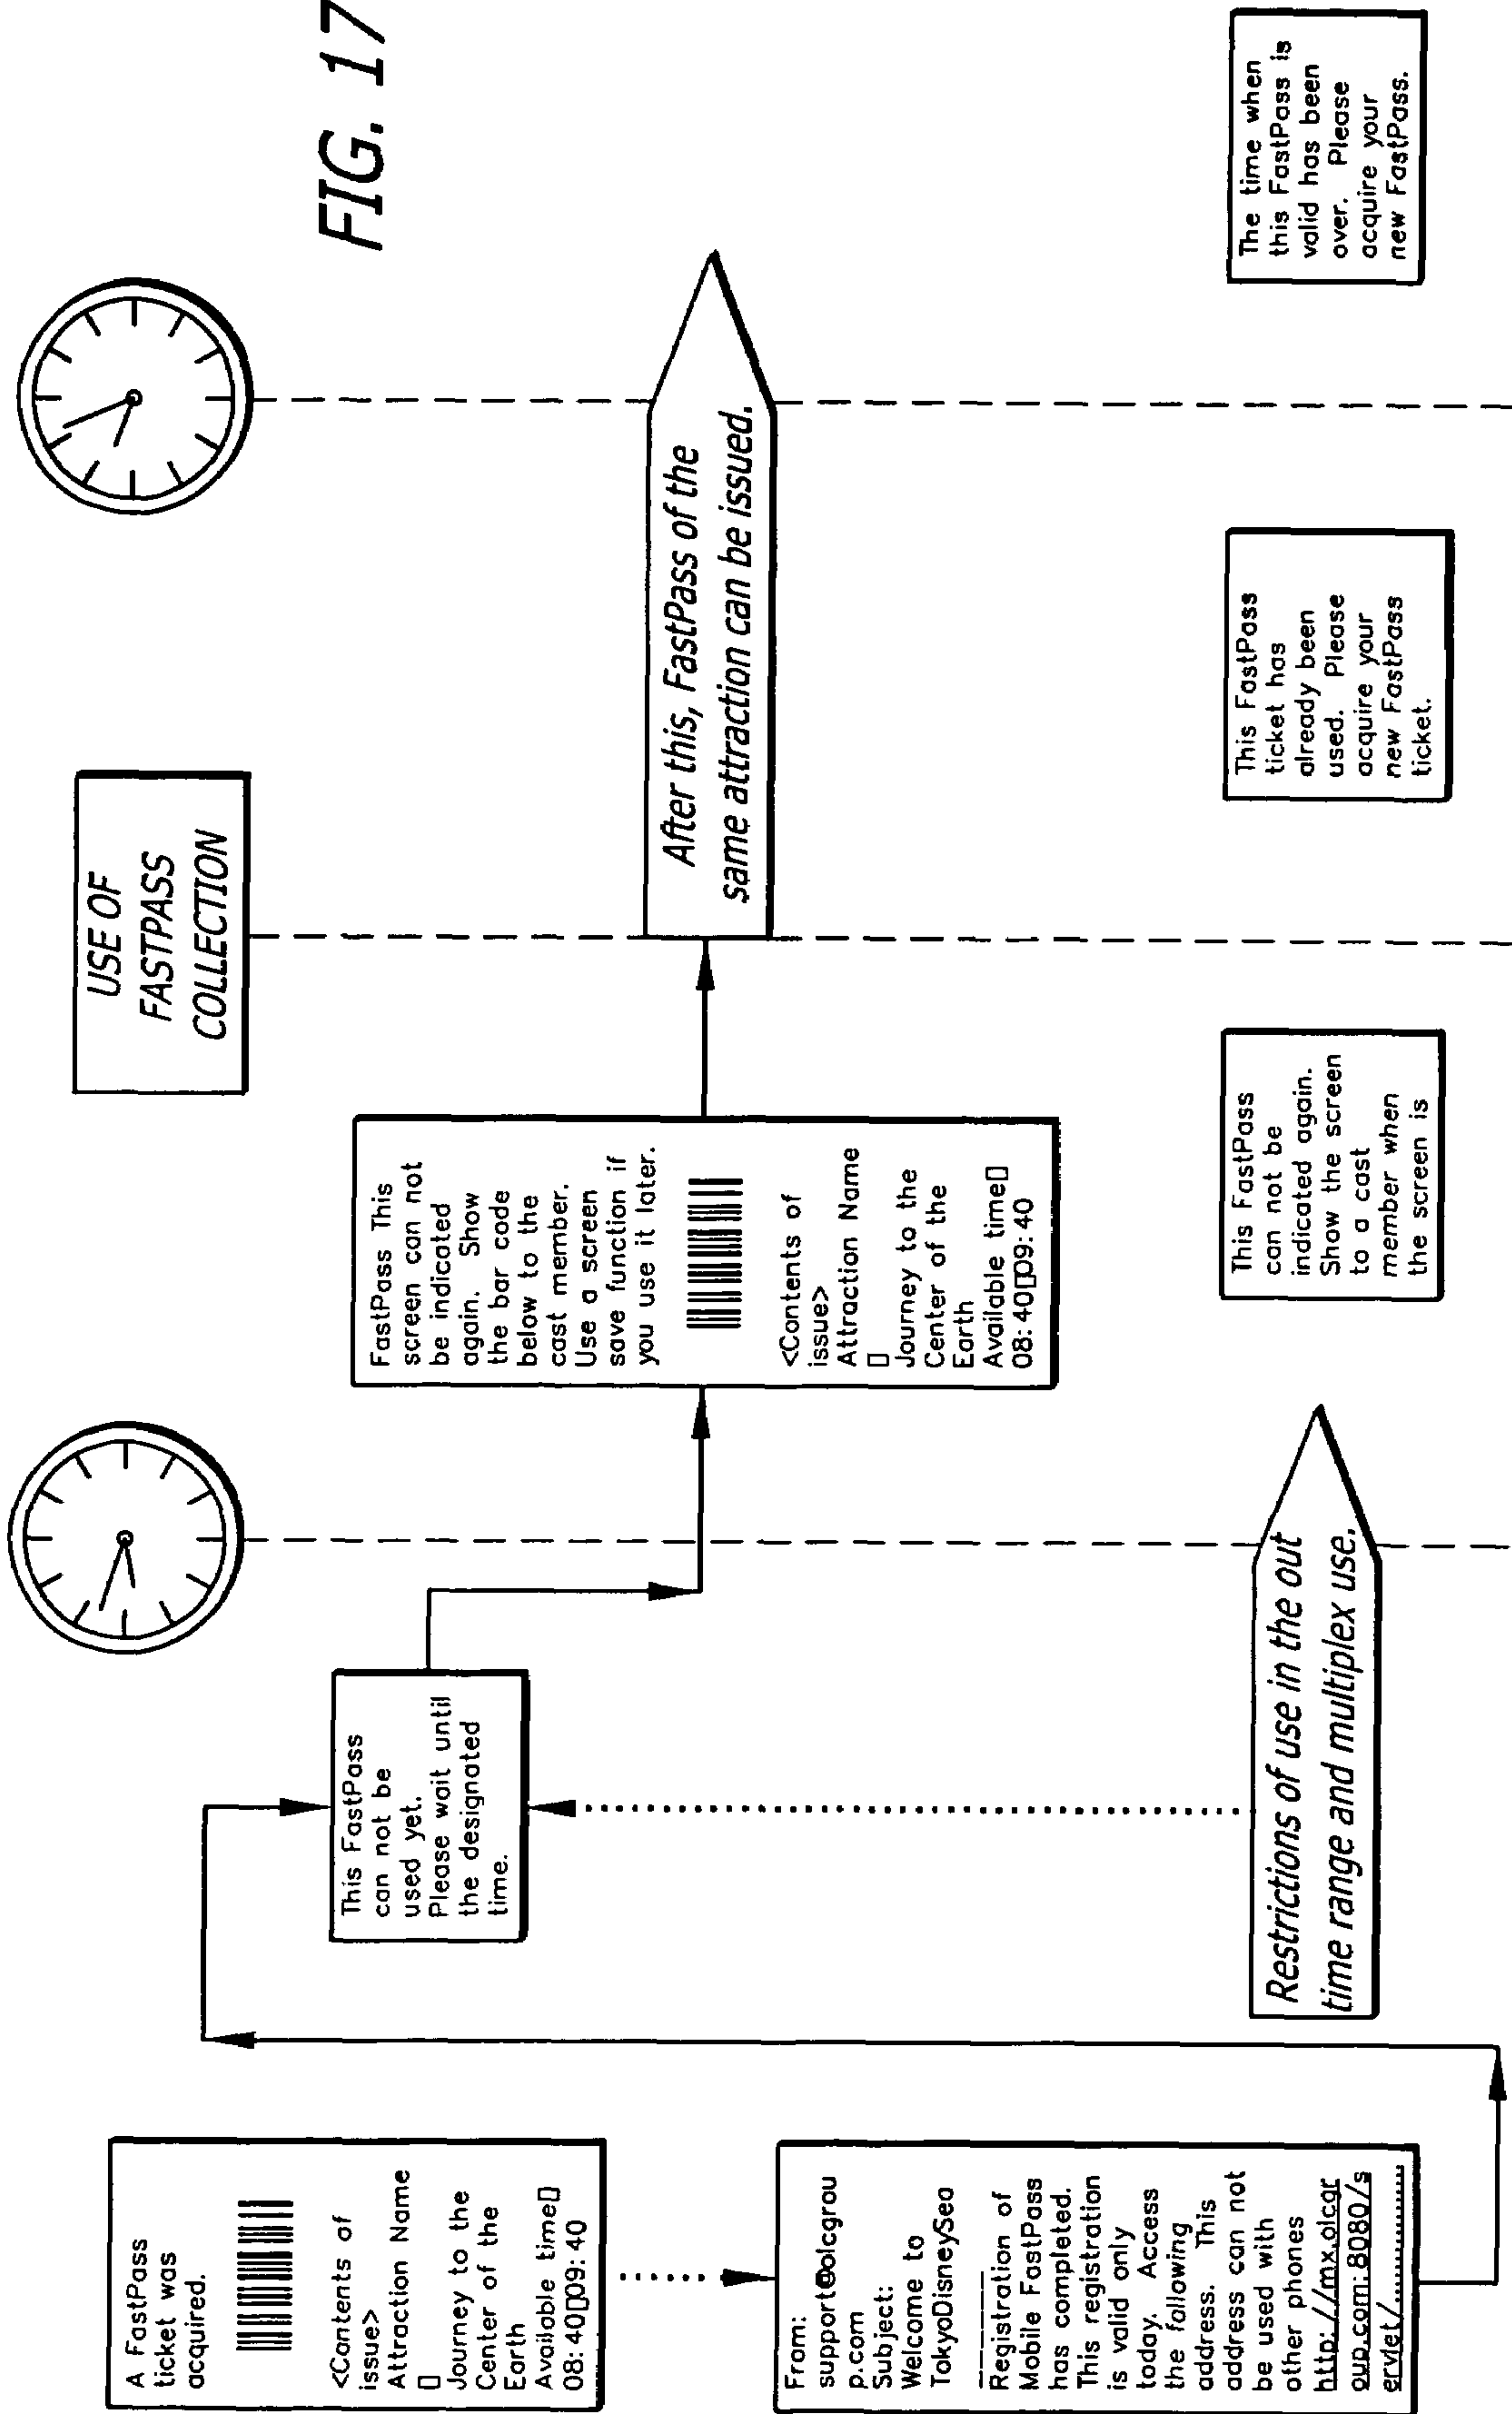 FIG. 17
A FastPass
ticket was
acquired.
<Contents of
issue>
Attraction Name
▯
Journey to the
Center of the
Earth
Available time▯
08:40▯09:40
From:
support@olcgrou
p.com
Subject:
Welcome to
TokyoDisneySea
Registration of
Mobile FastPass
has completed.
This registration
is valid only
today. Access
the following
address. This
address can not
be used with
other phones
http://mx.olcgr
oup.com:8080/s
ervlet/..............
This FastPass
can not be
used yet.
Please wait until
the designated
time.
Restrictions of use in the out
time range and multiplex use.
FastPass This
screen can not
be indicated
again. Show
the bar code
below to the
cast member.
Use a screen
save function if
you use it later.
<Contents of
issue>
Attraction Name
▯
Journey to the
Center of the
Earth
Available time▯
08:40▯09:40
This FastPass
can not be
indicated again.
Show the screen
to a cast
member when
the screen is
USE OF
FASTPASS
COLLECTION
After this, FastPass of the
same attraction can be issued.
This FastPass
ticket has
already been
used. Please
acquire your
new FastPass
ticket.
The time when
this FastPass is
valid has been
over. Please
acquire your
new FastPass.